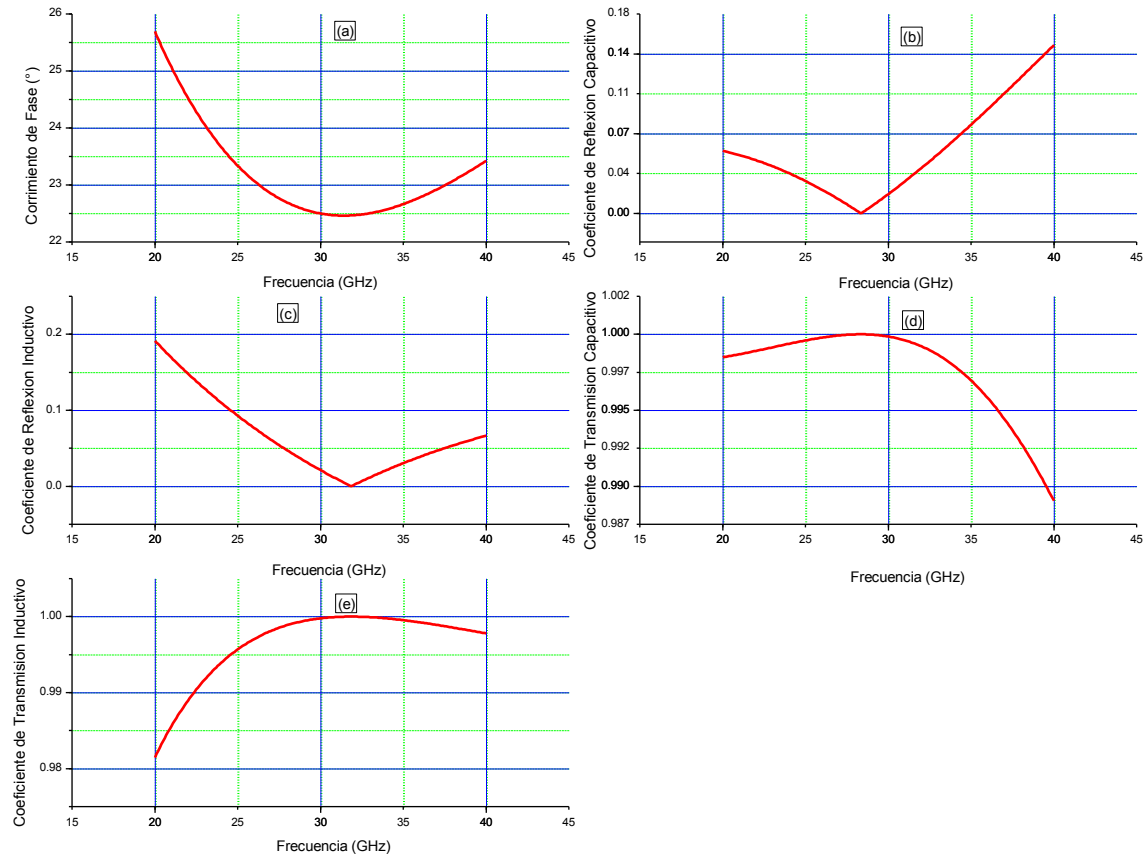 (a)
Corrimiento de Fase (°)
26
25
24
23
22
15 20 25 30 35 40 45
Frecuencia (GHz)
(b)
Coeficiente de Reflexion Capacitivo
0.18
0.14
0.11
0.07
0.04
0.00
15 20 25 30 35 40 45
Frecuencia (GHz)
(c)
Coeficiente de Reflexion Inductivo
0.2
0.1
0.0
15 20 25 30 35 40 45
Frecuencia (GHz)
(d)
Coeficiente de Transmision Capacitivo
1.002
1.000
0.997
0.995
0.992
0.990
0.987
15 20 25 30 35 40 45
Frecuencia (GHz)
(e)
Coeficiente de Transmision Inductivo
1.00
0.99
0.98
15 20 25 30 35 40 45
Frecuencia (GHz)